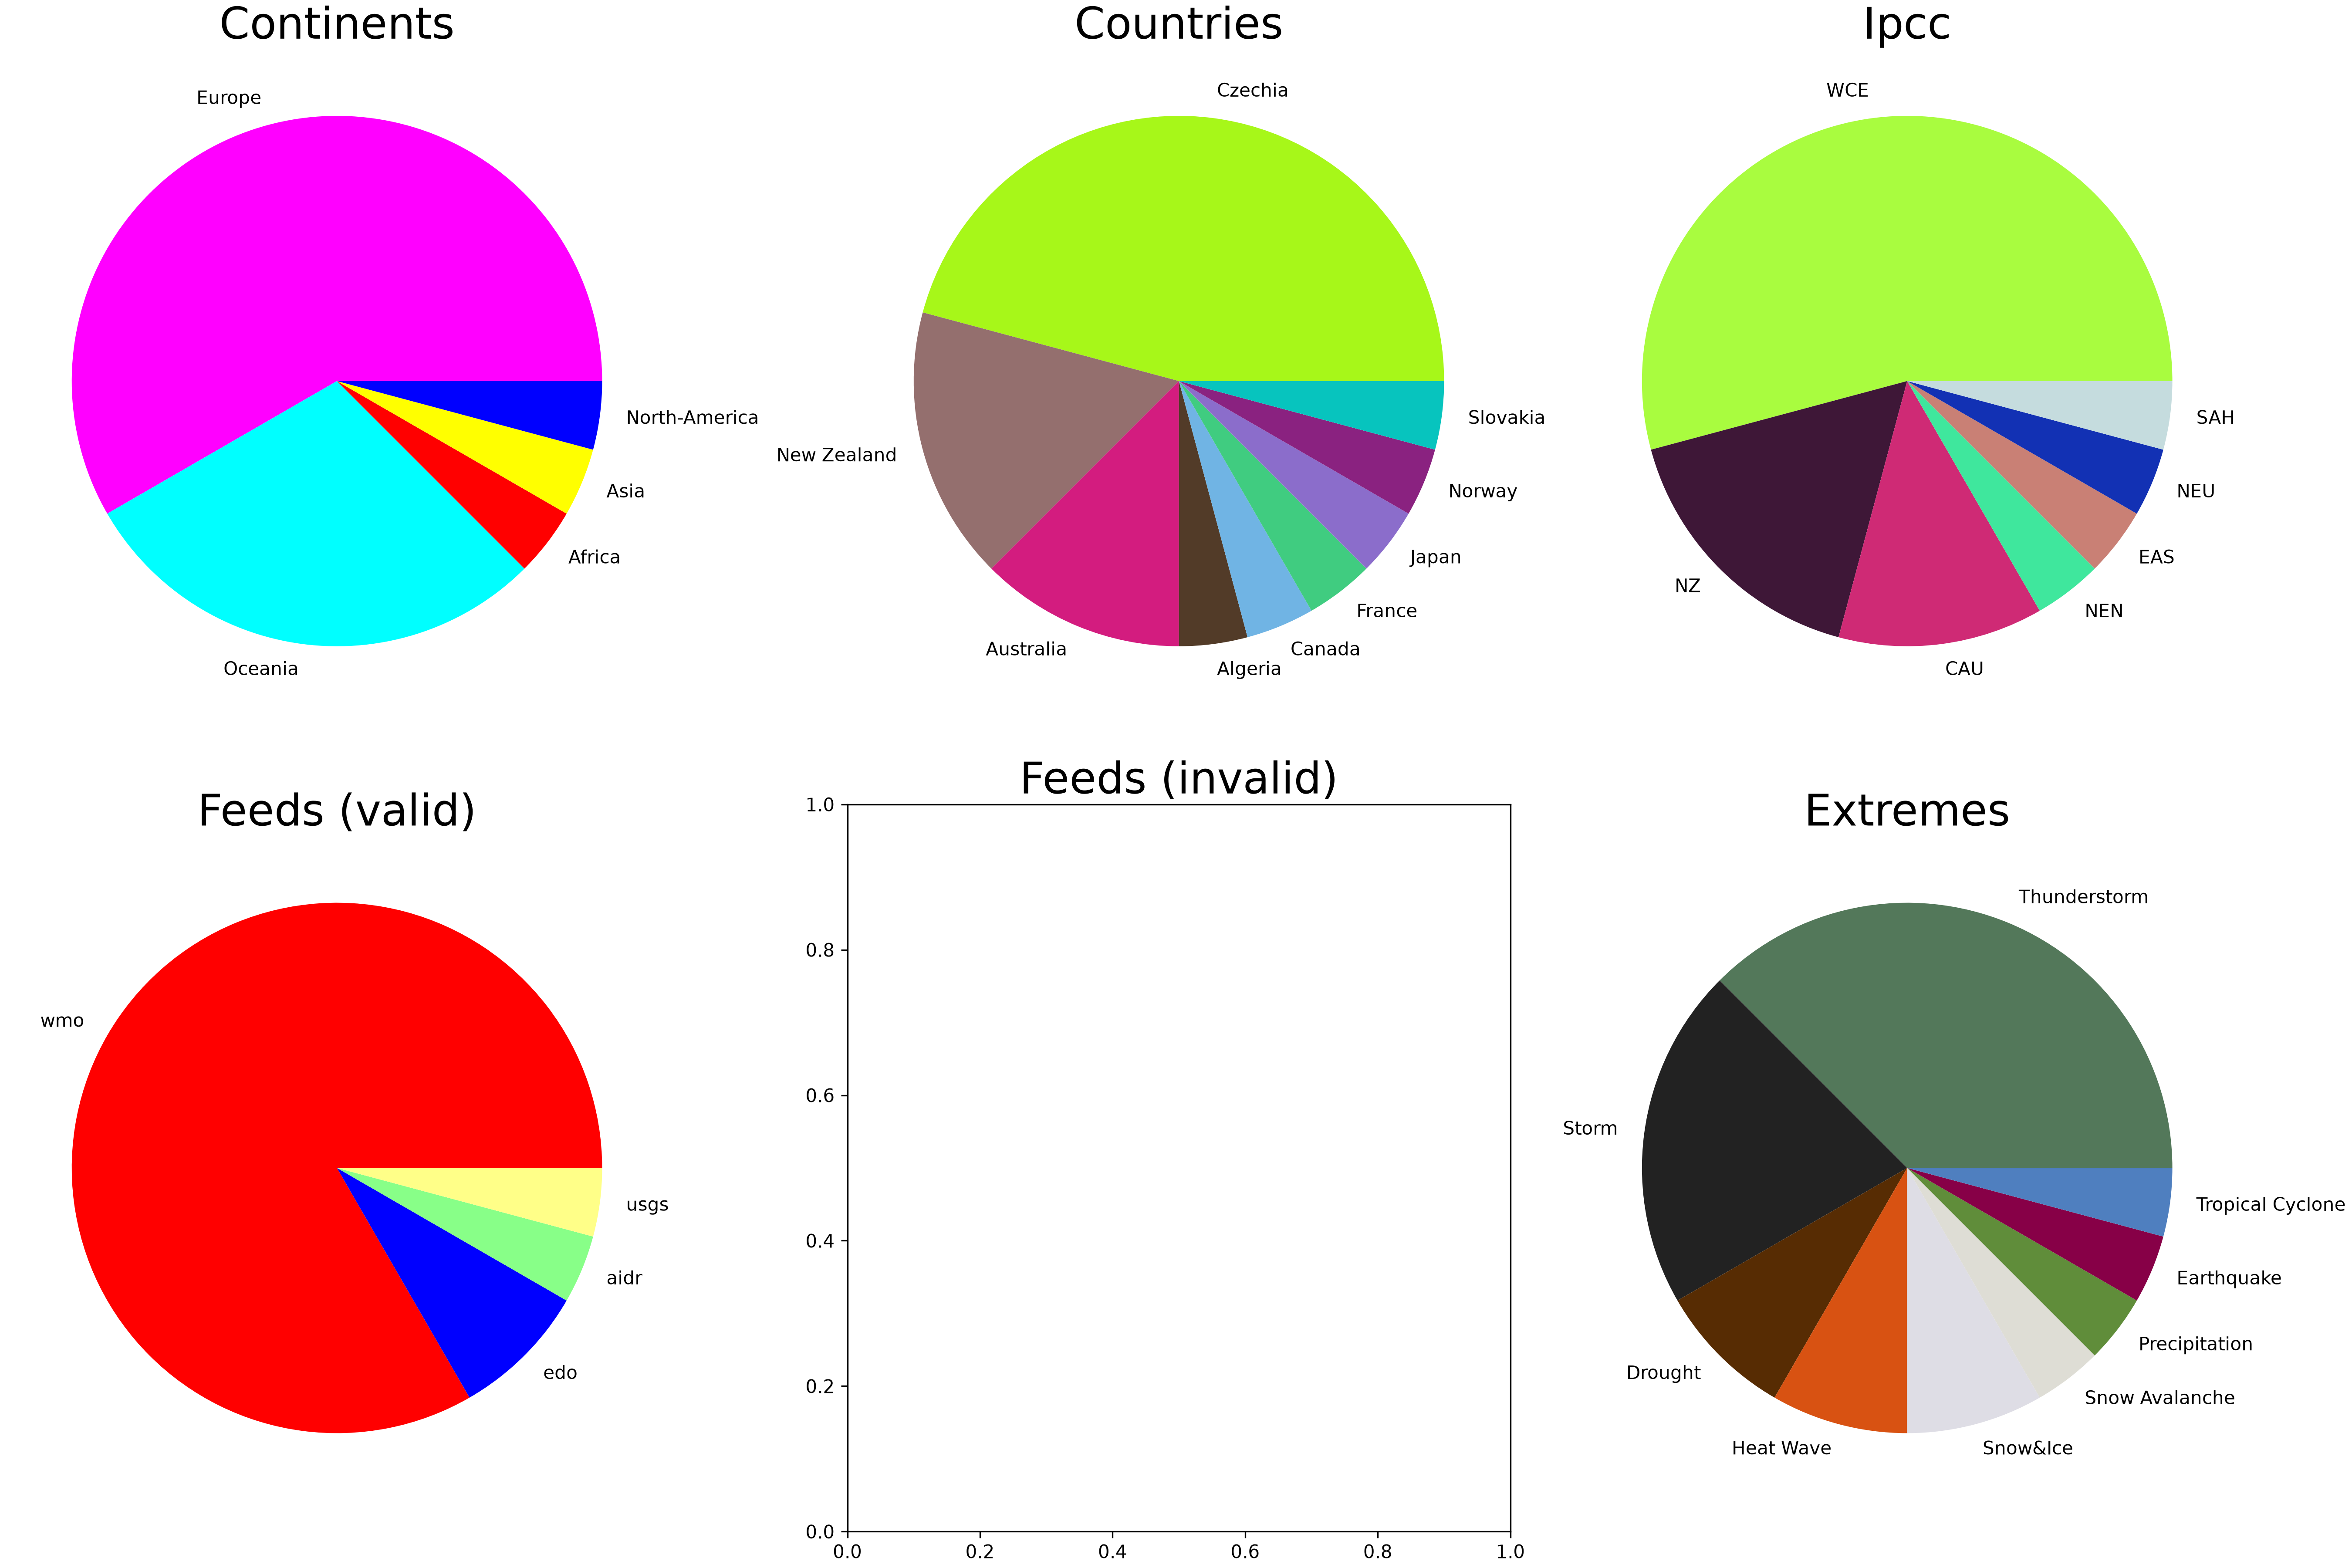 Continents
Europe
North-America
Asia
Africa
Oceania
Countries
Czechia
New Zealand
Slovakia
Norway
Japan
France
Canada
Australia
Algeria
Ipcc
WCE
SAH
NEU
EAS
NZ
NEN
CAU
Feeds (valid)
wmo
usgs
aidr
edo
Feeds (invalid)
1.0
0.8
0.6
0.4
0.2
0.0
0.0 0.2 0.4 0.6 0.8 1.0
Extremes
Thunderstorm
Storm
Tropical Cyclone
Earthquake
Precipitation
Drought
Snow Avalanche
Heat Wave
Snow&Ice